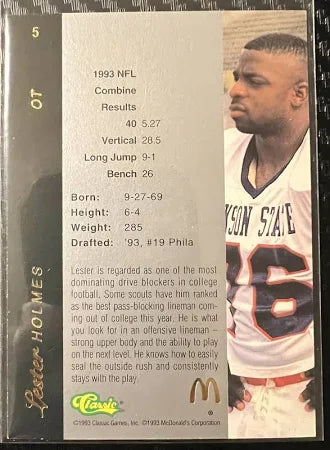 5
OT
Lester HOLMES
1993 NFL
Combine
Results
40 5.27
Vertical 28.5
Long Jump 9-1
Bench 26
Born: 9-27-69
Height: 6-4
Weight: 285
Drafted: '93, #19 Phila
Lester is regarded as one of the most
dominating drive blockers in college
football. Some scouts have him ranked
as the best pass-blocking lineman com-
ing out of college this year. He is what
you look for in an offensive lineman –
strong upper body and the ability to play
on the next level. He knows how to easily
seal the outside rush and consistently
stays with the play.
Classic
M
®
©1993 Classic Games, Inc. ©1993 McDonald's Corporation
KSON STATE
76